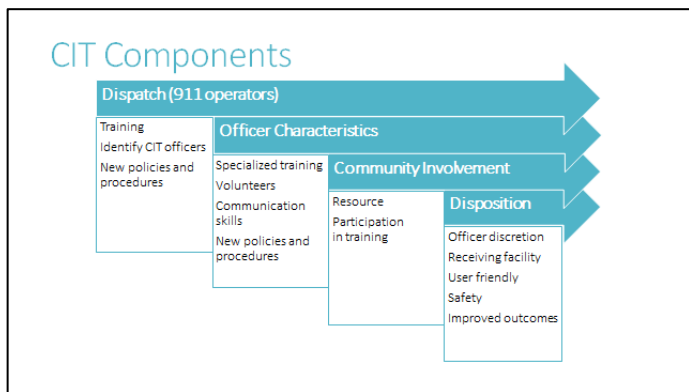 CIT Components
Dispatch (911 operators)
Training
Identify CIT officers
New policies and
procedures
Officer Characteristics
Specialized training
Volunteers
Communication
skills
New policies and
procedures
Community Involvement
Resource
Participation
in training
Disposition
Officer discretion
Receiving facility
User friendly
Safety
Improved outcomes